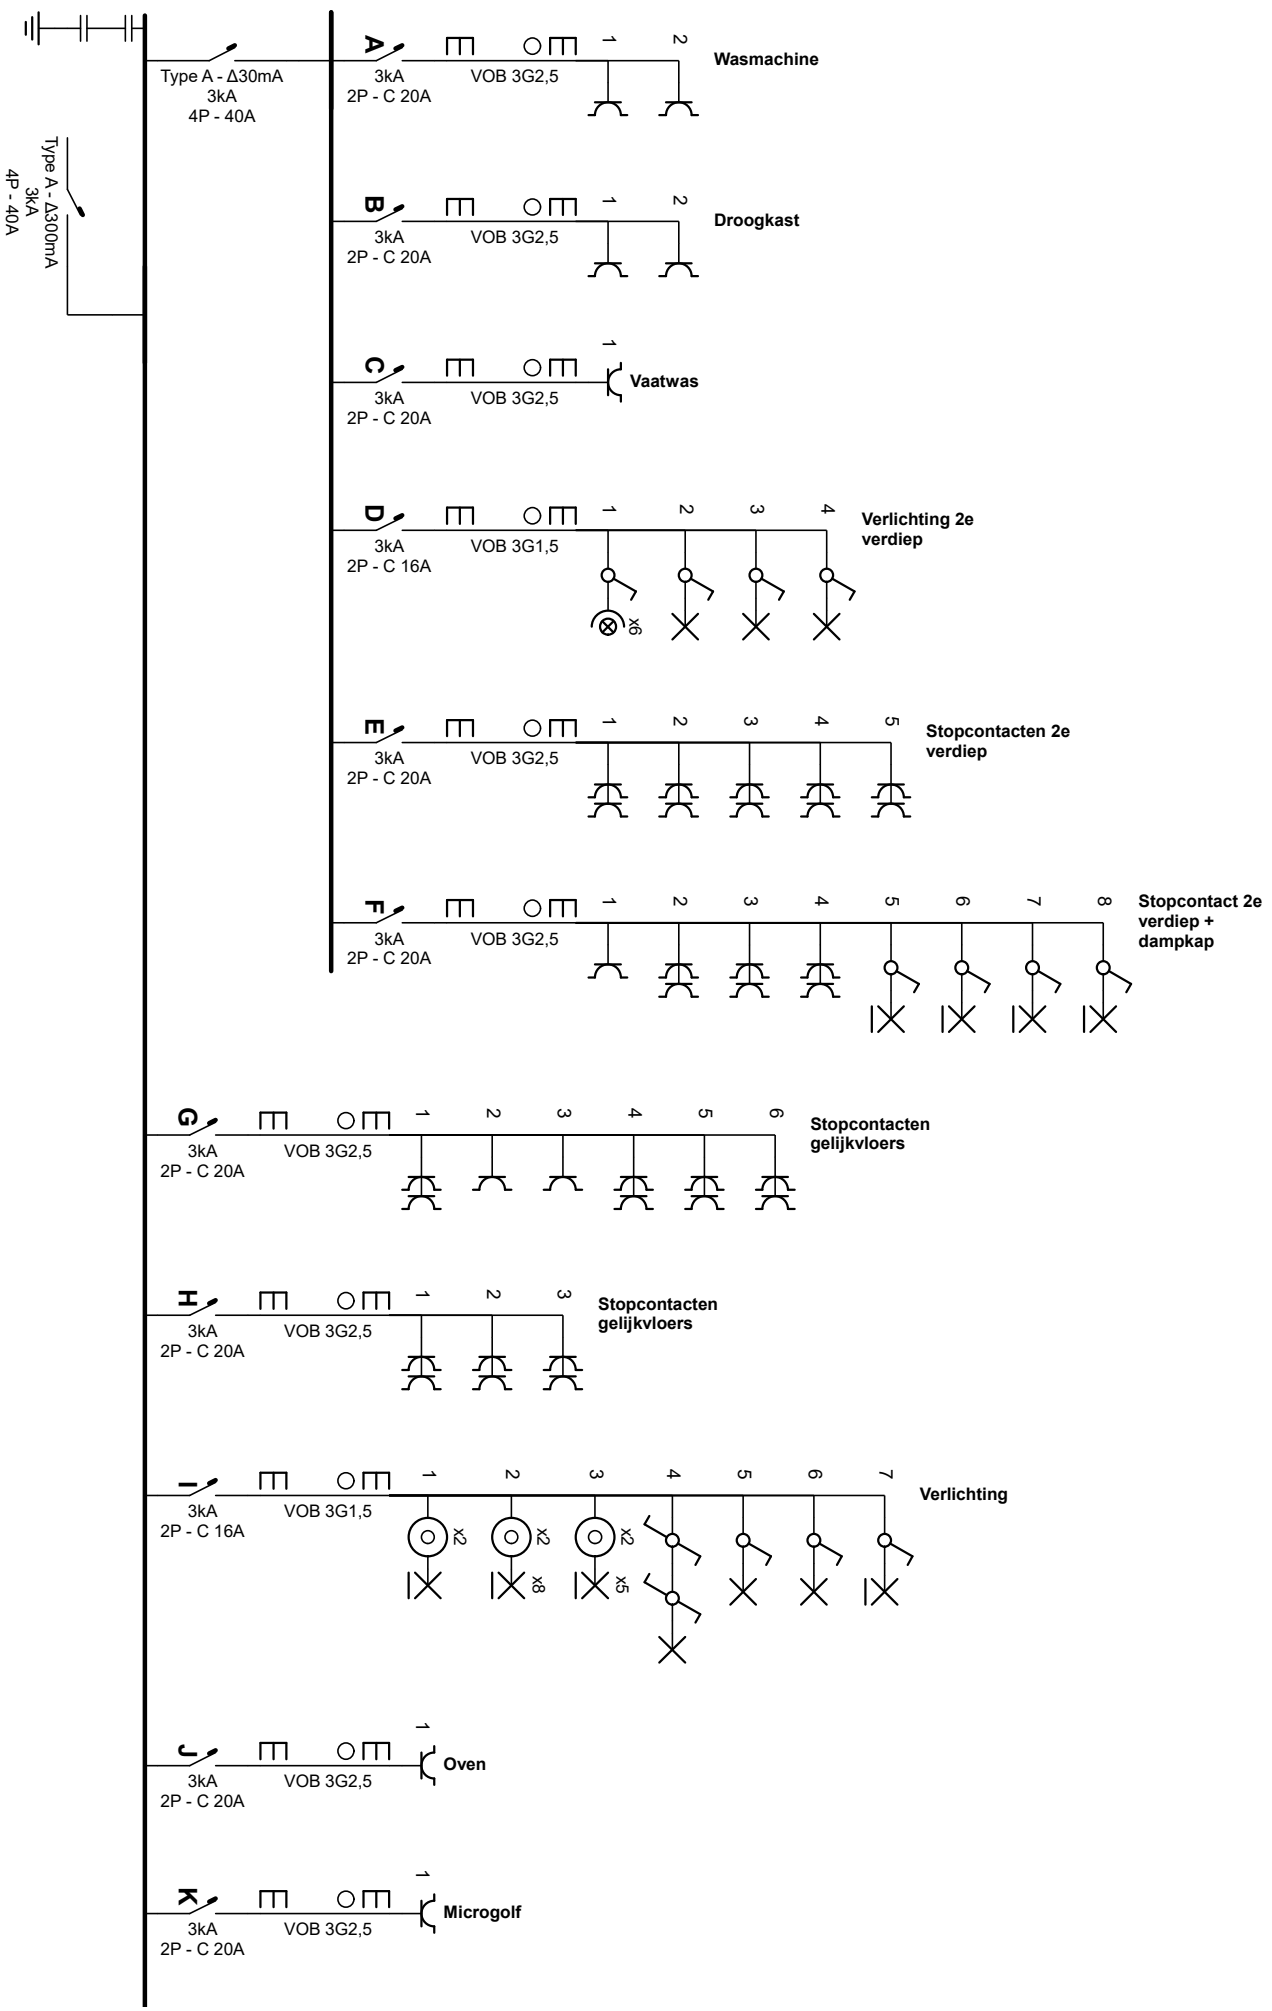 Type A - Δ300mA
3kA
4P - 40A
Type A - Δ30mA
3kA
4P - 40A
A
3kA
2P - C 20A
VOB 3G2,5
1
2
Wasmachine
B
3kA
2P - C 20A
VOB 3G2,5
1
2
Droogkast
C
3kA
2P - C 20A
VOB 3G2,5
1
Vaatwas
D
3kA
2P - C 16A
VOB 3G1,5
1
2
3
4
x6
Verlichting 2e
verdiep
E
3kA
2P - C 20A
VOB 3G2,5
1
2
3
4
5
Stopcontacten 2e
verdiep
F
3kA
2P - C 20A
VOB 3G2,5
1
2
3
4
5
6
7
8
Stopcontact 2e
verdiep +
dampkap
G
3kA
2P - C 20A
VOB 3G2,5
1
2
3
4
5
6
Stopcontacten
gelijkvloers
H
3kA
2P - C 20A
VOB 3G2,5
1
2
3
Stopcontacten
gelijkvloers
I
3kA
2P - C 16A
VOB 3G1,5
1
2
3
4
5
6
7
x2
x2
x2
x8
x5
Verlichting
J
3kA
2P - C 20A
VOB 3G2,5
1
Oven
K
3kA
2P - C 20A
VOB 3G2,5
1
Microgolf